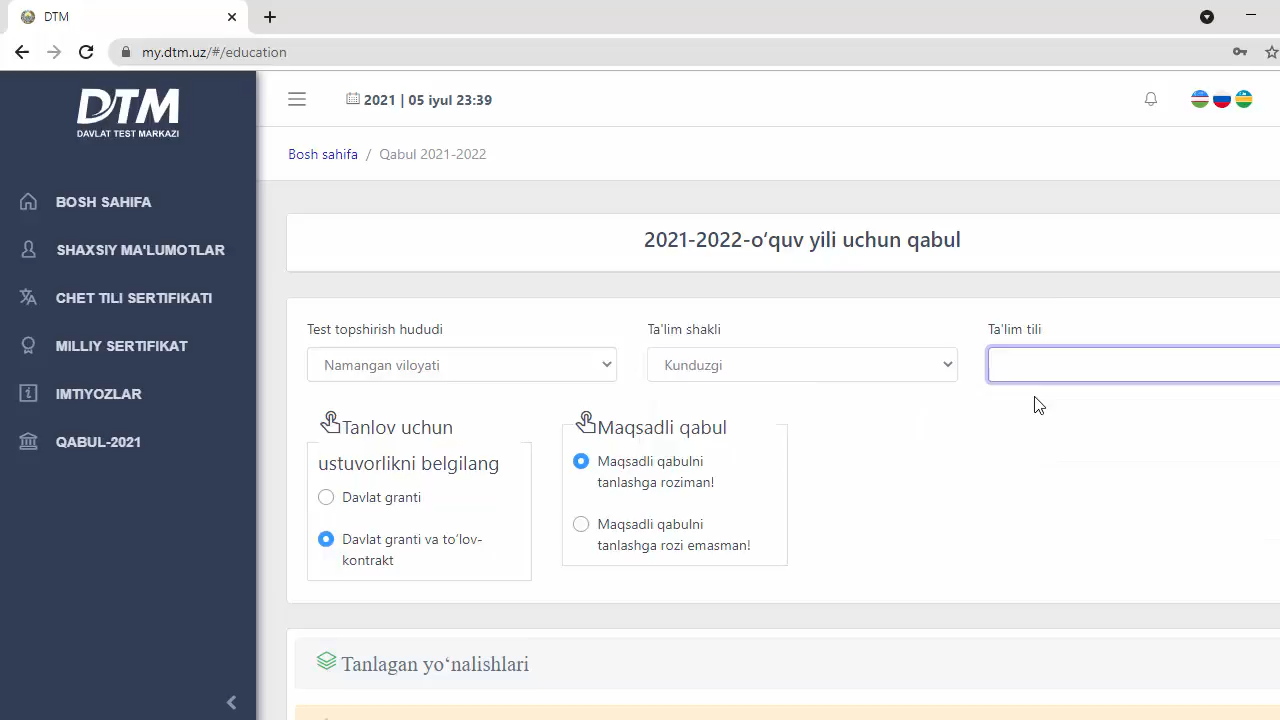 DTM
my.dtm.uz/#/education
DTM
DAVLAT TEST MARKAZI
2021 | 05 iyul 23:39
Bosh sahifa / Qabul 2021-2022
BOSH SAHIFA
SHAXSIY MA'LUMOTLAR
CHET TILI SERTIFIKATI
MILLIY SERTIFIKAT
IMTIYOZLAR
QABUL-2021
2021-2022-o‘quv yili uchun qabul
Test topshirish hududi
Ta'lim shakli
Ta'lim tili
Namangan viloyati
Kunduzgi
Tanlov uchun
ustuvorlikni belgilang
Davlat granti
Davlat granti va to‘lov-
kontrakt
Maqsadli qabul
Maqsadli qabulni
tanlashga roziman!
Maqsadli qabulni
tanlashga rozi emasman!
Tanlagan yo‘nalishlari